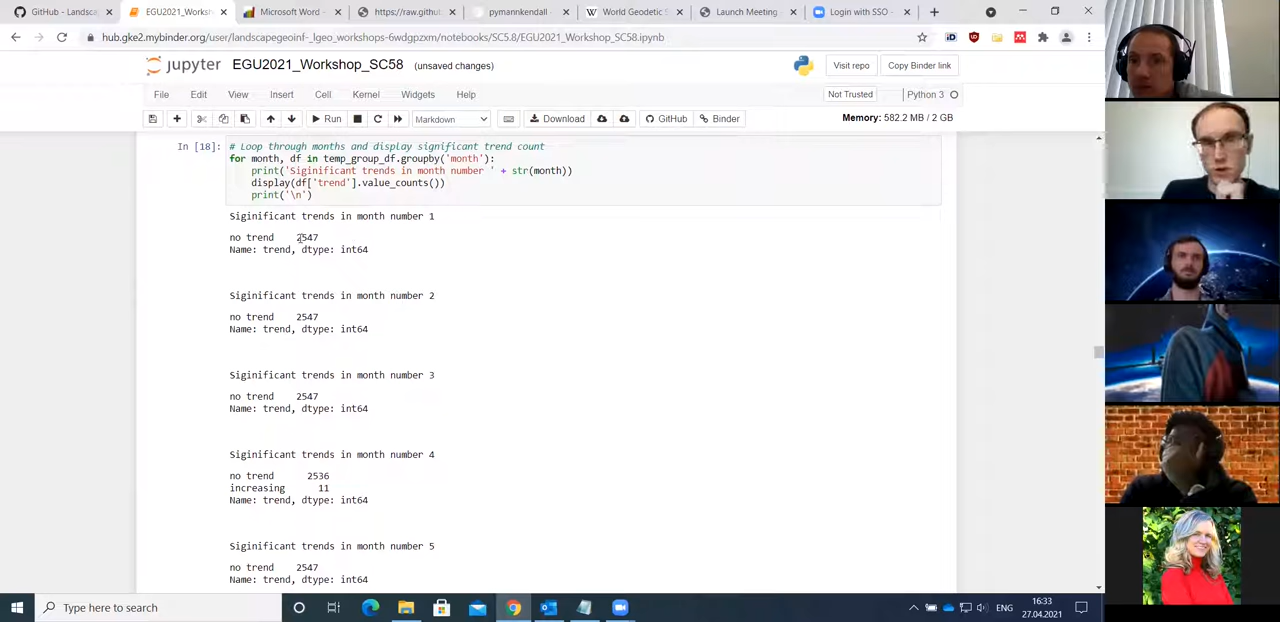 GitHub - Landsca
EGU2021_Worksh
Microsoft Word -
https://raw.github
pymannkendall
World Geodetic S
Launch Meeting
Login with SSO -
hub.gke2.mybinder.org/user/landscapegeoinf-_lgeo_workshops-6wdgpzxm/notebooks/SC5.8/EGU2021_Workshop_SC58.ipynb
jupyter EGU2021_Workshop_SC58 (unsaved changes)
Visit repo
Copy Binder link
File Edit View Insert Cell Kernel Widgets Help
Not Trusted
Python 3
Run
Markdown
Download
GitHub
Binder
Memory: 582.2 MB / 2 GB
In [18]: # Loop through months and display significant trend count
for month, df in temp_group_df.groupby('month'):
print('Siginificant trends in month number ' + str(month))
display(df['trend'].value_counts())
print('\n')
Siginificant trends in month number 1
no trend 2547
Name: trend, dtype: int64
Siginificant trends in month number 2
no trend 2547
Name: trend, dtype: int64
Siginificant trends in month number 3
no trend 2547
Name: trend, dtype: int64
Siginificant trends in month number 4
no trend 2536
increasing 11
Name: trend, dtype: int64
Siginificant trends in month number 5
no trend 2547
Name: trend, dtype: int64
Type here to search
ENG
16:33
27.04.2021